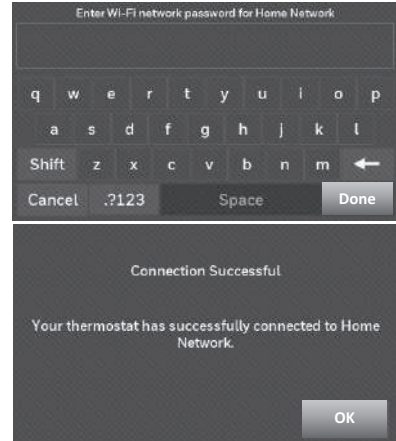 Enter Wi-Fi network password for Home Network
q w e r t y u i o p
a s d f g h j k l
Shift z x c v b n m ←
Cancel .?123 Space Done
Connection Successful
Your thermostat has successfully connected to Home
Network.
OK